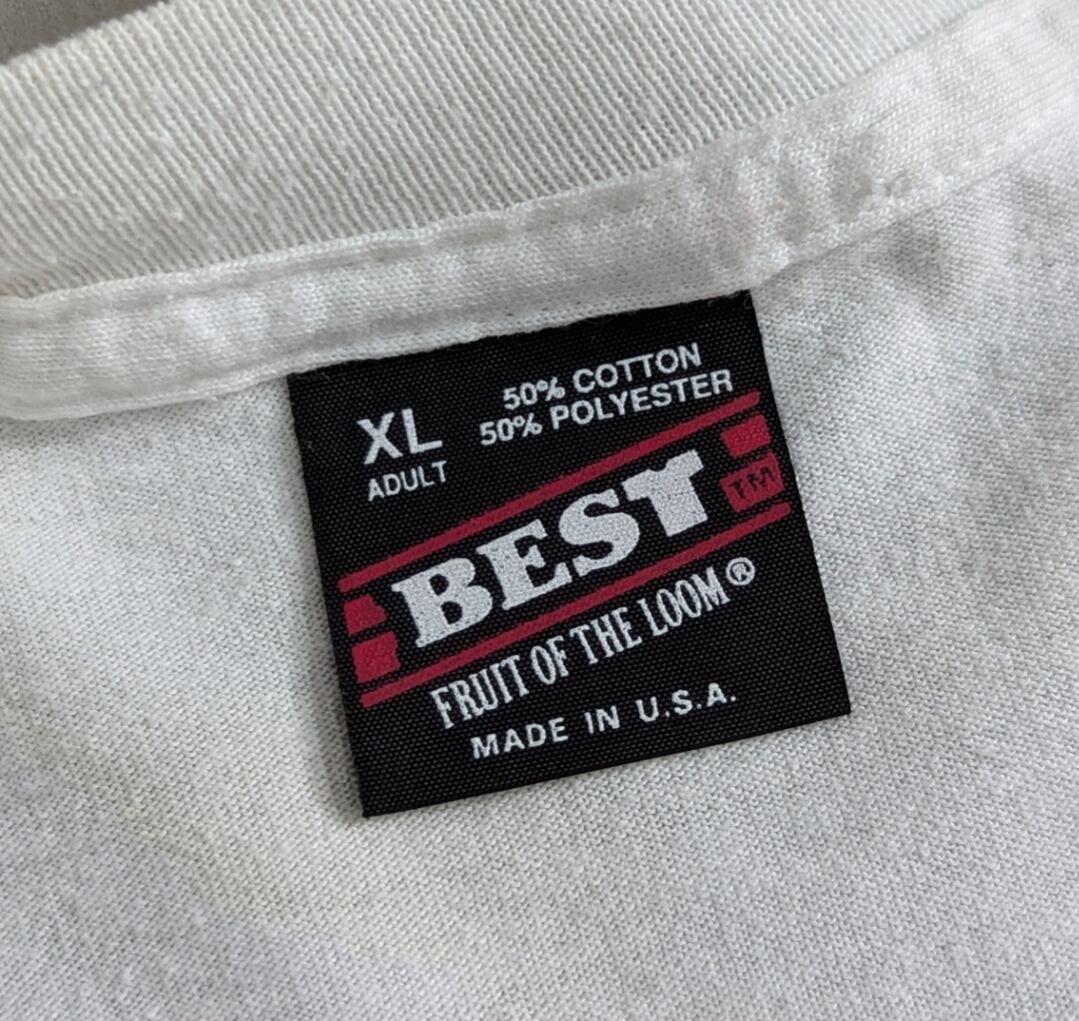 XL
ADULT
50% COTTON
50% POLYESTER
BEST TM
FRUIT OF THE LOOM®
MADE IN U.S.A.